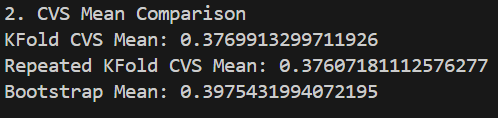 2. CVS Mean Comparison
KFold CVS Mean: 0.3769913299711926
Repeated KFold CVS Mean: 0.37607181112576277
Bootstrap Mean: 0.3975431994072195